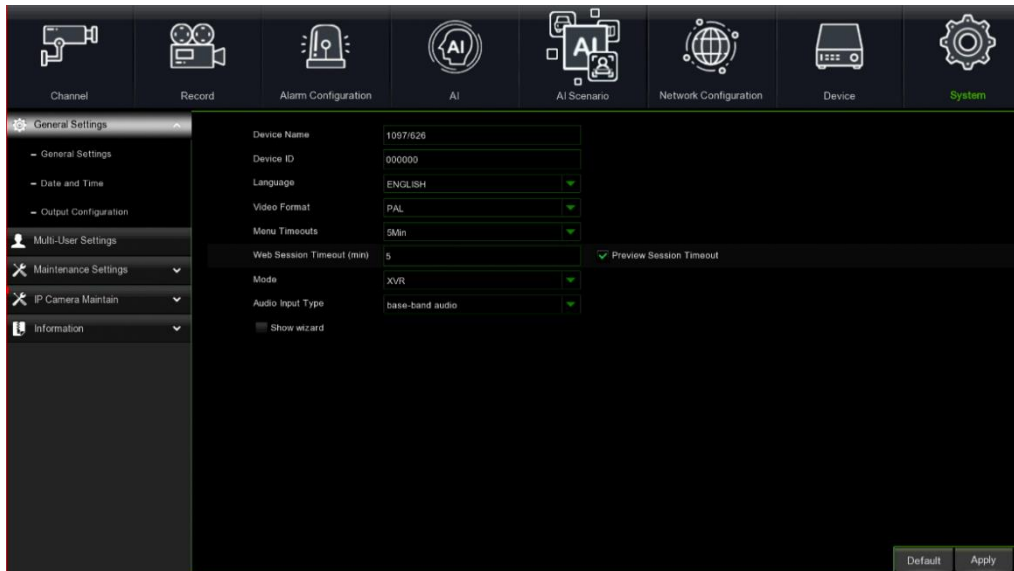 Channel Record Alarm Configuration AI AI Scenario Network Configuration Device System
General Settings
– General Settings
– Date and Time
– Output Configuration
Multi-User Settings
Maintenance Settings
IP Camera Maintain
Information
Device Name 1097/626
Device ID 000000
Language ENGLISH
Video Format PAL
Menu Timeouts 5Min
Web Session Timeout (min) 5 Preview Session Timeout
Mode XVR
Audio Input Type base-band audio
Show wizard
Default Apply